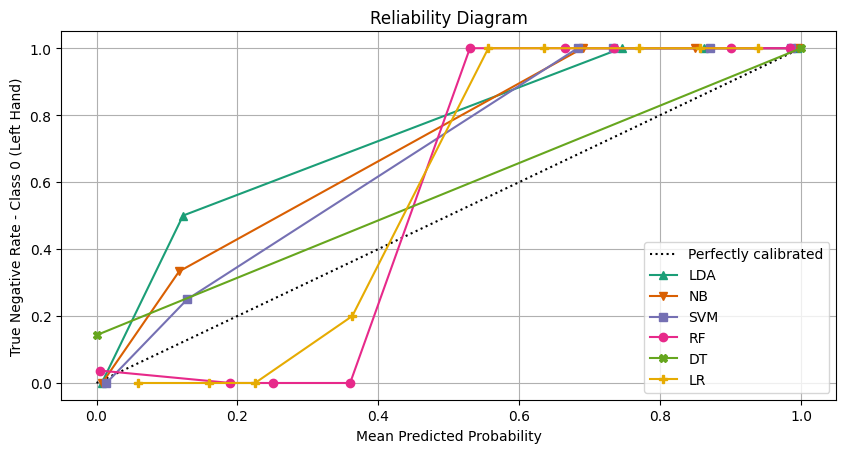 Reliability Diagram
True Negative Rate - Class 0 (Left Hand)
1.0
0.8
0.6
0.4
0.2
0.0
Perfectly calibrated
LDA
NB
SVM
RF
DT
LR
0.0 0.2 0.4 0.6 0.8 1.0
Mean Predicted Probability